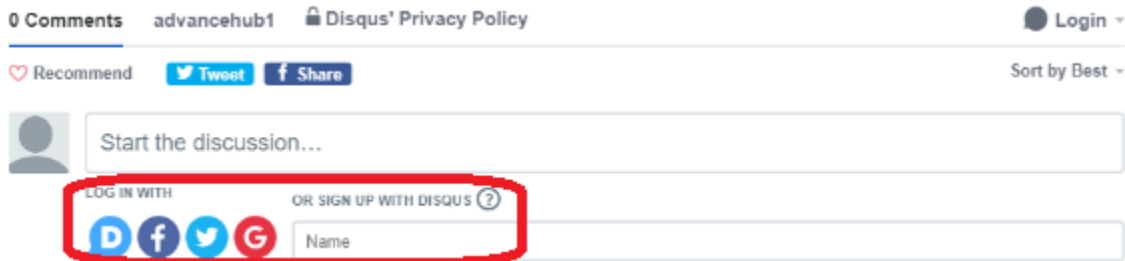 0 Comments advancehub1 Disqus' Privacy Policy Login
Recommend Tweet f Share Sort by Best
Start the discussion...
LOG IN WITH
OR SIGN UP WITH DISQUS ?
D f G Name